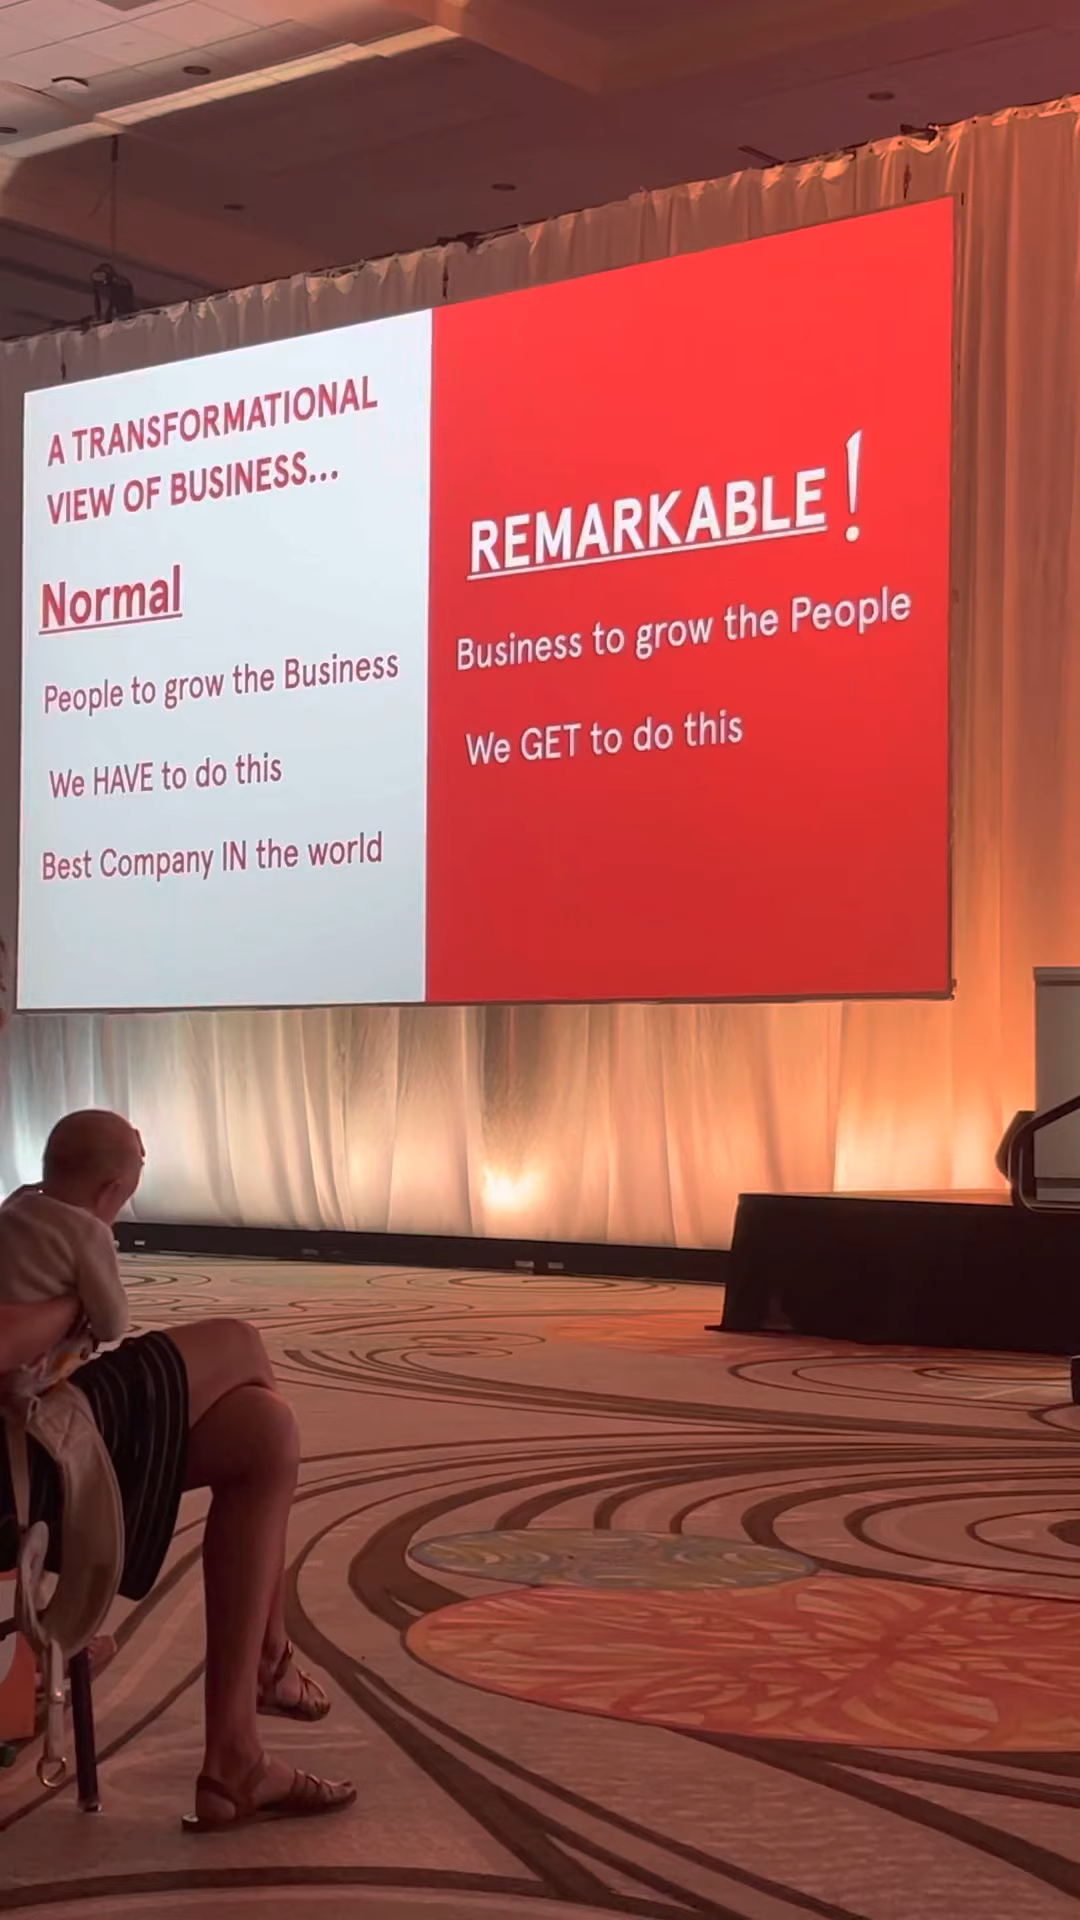 A TRANSFORMATIONAL
VIEW OF BUSINESS...
Normal
People to grow the Business
We HAVE to do this
Best Company IN the world
REMARKABLE!
Business to grow the People
We GET to do this